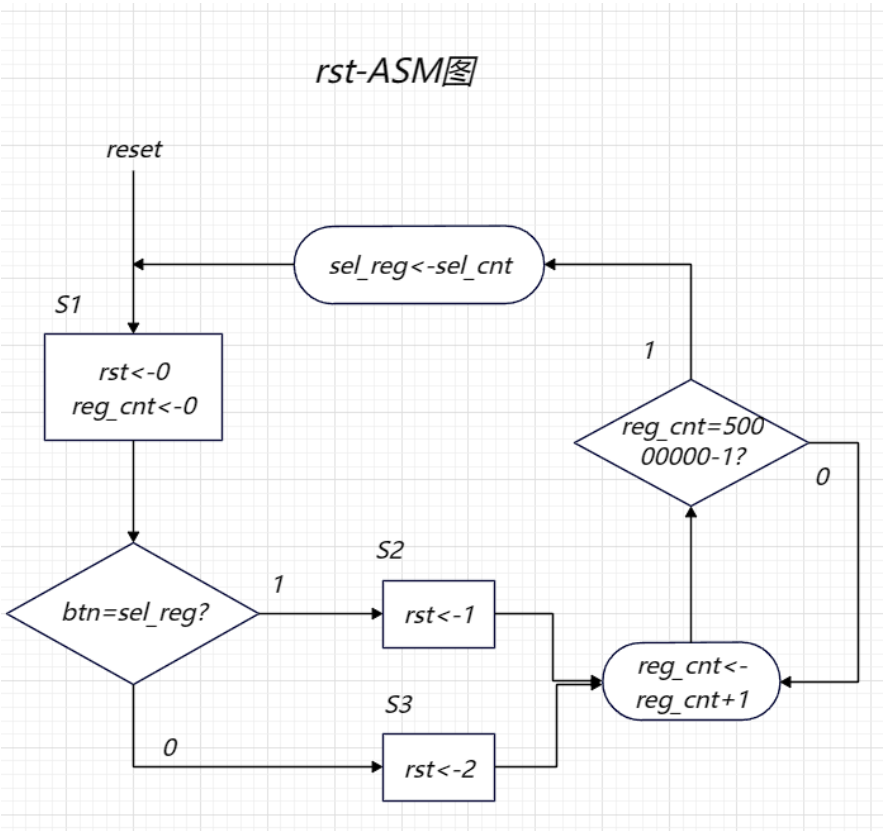 rst-ASM图
reset
sel_reg<-sel_cnt
S1
rst<-0
reg_cnt<-0
1
reg_cnt=500
00000-1?
0
btn=sel_reg?
1
S2
rst<-1
reg_cnt<-
reg_cnt+1
S3
0
rst<-2